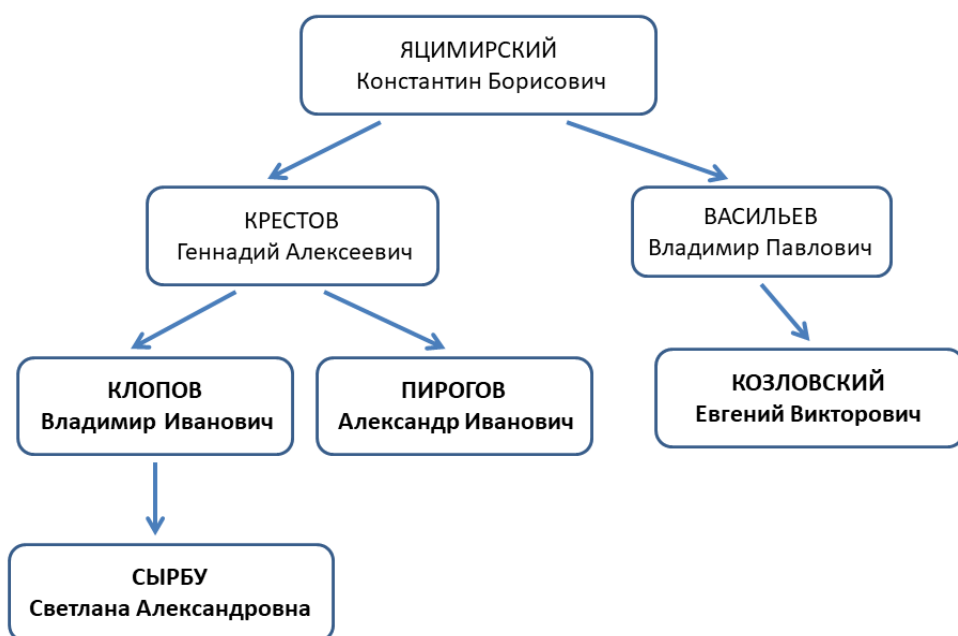 ЯЦИМИРСКИЙ
Константин Борисович
КРЕСТОВ
Геннадий Алексеевич
ВАСИЛЬЕВ
Владимир Павлович
КЛОПОВ
Владимир Иванович
ПИРОГОВ
Александр Иванович
КОЗЛОВСКИЙ
Евгений Викторович
СЫРБУ
Светлана Александровна